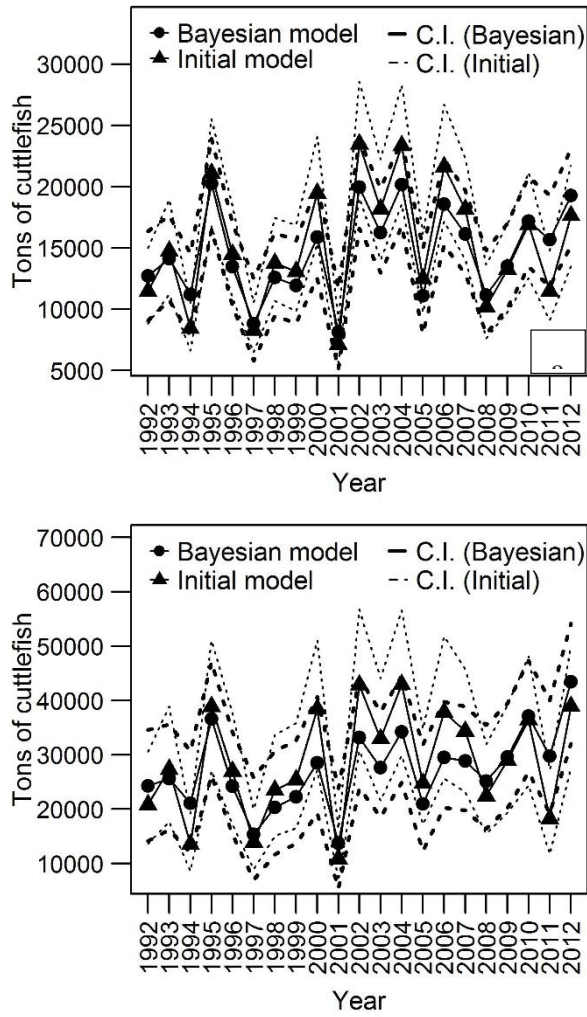 Bayesian model
Initial model
C.I. (Bayesian)
C.I. (Initial)
Tons of cuttlefish
30000
25000
20000
15000
10000
5000
1992 1993 1994 1995 1996 1997 1998 1999 2000 2001 2002 2003 2004 2005 2006 2007 2008 2009 2010 2011 2012
Year
Bayesian model
Initial model
C.I. (Bayesian)
C.I. (Initial)
Tons of cuttlefish
70000
60000
50000
40000
30000
20000
10000
1992 1993 1994 1995 1996 1997 1998 1999 2000 2001 2002 2003 2004 2005 2006 2007 2008 2009 2010 2011 2012
Year